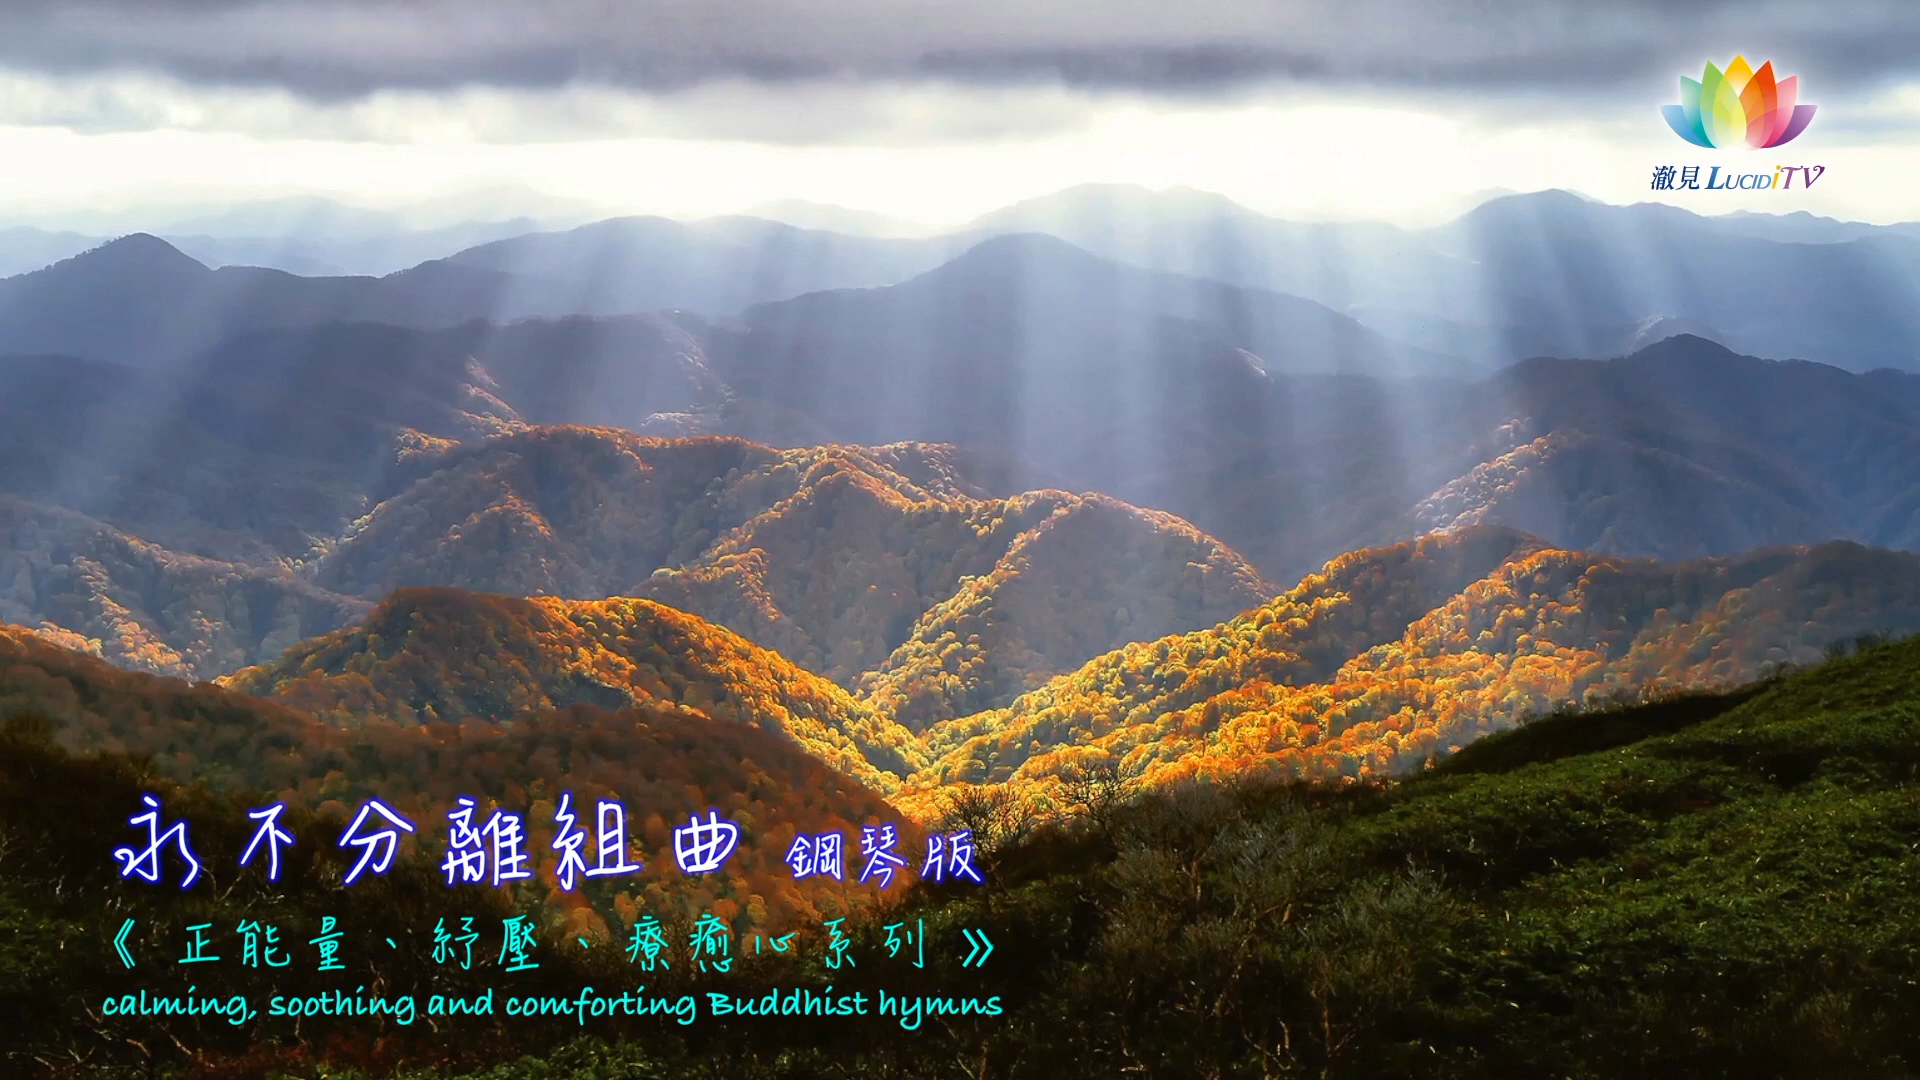 澈見 LUCIDiTV
永不分離組曲 鋼琴版
《正能量、紓壓、療癒心系列》
calming, soothing and comforting Buddhist hymns